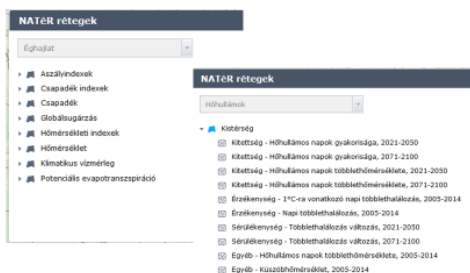 NATéR rétegek
Éghajlat
Aszályindexek
Csapadék indexek
Csapadék
Globálsugárzás
Hőmérsékleti indexek
Hőmérséklet
Klimatikus vízmérleg
Potenciális evapotranszspiráció
NATéR rétegek
Hőhullámok
Kistérség
Kitettség - Hőhullámos napok gyakorisága, 2021-2050
Kitettség - Hőhullámos napok gyakorisága, 2071-2100
Kitettség - Hőhullámos napok többlethőmérséklete, 2021-2050
Kitettség - Hőhullámos napok többlethőmérséklete, 2071-2100
Érzékenység - 1°C-ra vonatkozó napi többlethalálozás, 2005-2014
Érzékenység - Napi többlethalálozás, 2005-2014
Sérülékenység - Többlethalálozás változás, 2021-2050
Sérülékenység - Többlethalálozás változás, 2071-2100
Egyéb - Hőhullámos napok többlethőmérséklete, 2005-2014
Egyéb - Küszöbhőmérséklet, 2005-2014